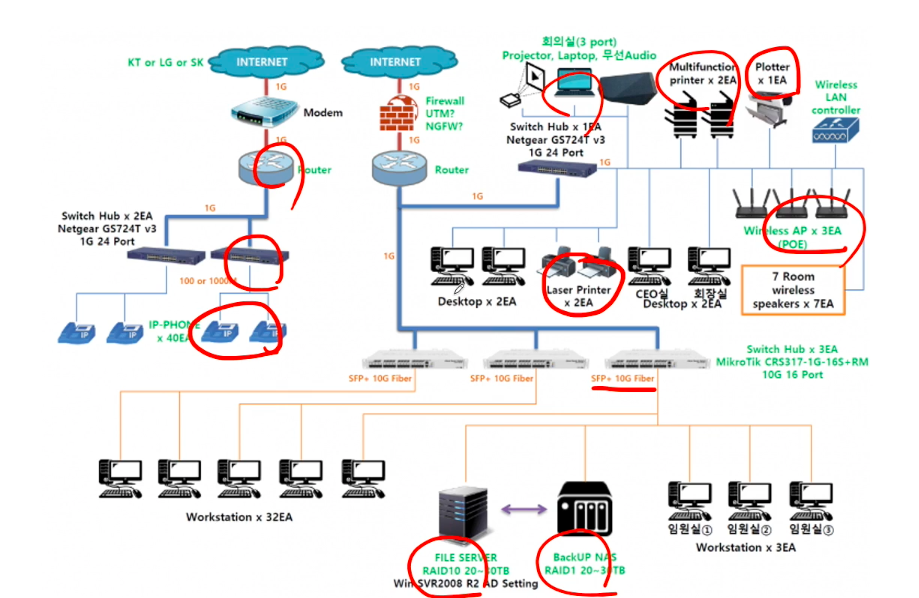 KT or LG or SK
INTERNET
1G
Modem
1G
Router
1G
Switch Hub x 2EA
Netgear GS724T v3
1G 24 Port
100 or 1000M
IP-PHONE
x 40EA
IP
IP
IP
IP
INTERNET
1G
Firewall
UTM?
NGFW?
1G
Router
1G
1G
회의실(3 port)
Projector, Laptop, 무선Audio
Switch Hub x 1EA
Netgear GS724T v3
1G 24 Port
1G
Multifunction
printer x 2EA
Plotter
x 1EA
Wireless
LAN
controller
Desktop x 2EA
Laser Printer
x 2EA
CEO실
회장실
Desktop x 2EA
Wireless AP x 3EA
(POE)
7 Room
wireless
speakers x 7EA
SFP+ 10G Fiber
SFP+ 10G Fiber
SFP+ 10G Fiber
Switch Hub x 3EA
MikroTik CRS317-1G-16S+RM
10G 16 Port
Workstation x 32EA
FILE SERVER
RAID10 20~30TB
Win SVR2008 R2 AD Setting
BackUP NAS
RAID1 20~30TB
임원실①
임원실②
임원실③
Workstation x 3EA